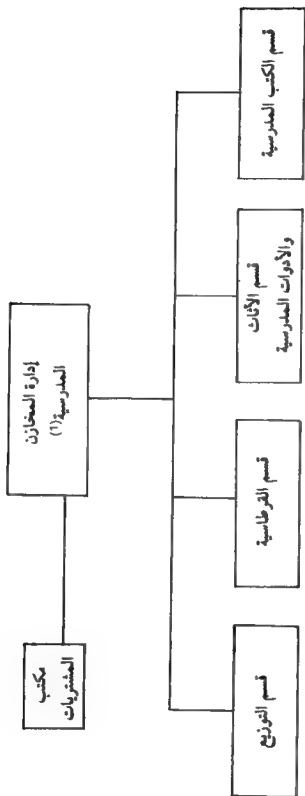 إدارة المخازن
المدرسية (1)
مكتب
المشتريات
قسم الكتب المدرسية
قسم الأثاث
والأدوات المدرسية
قسم القرطاسية
قسم التوزيع